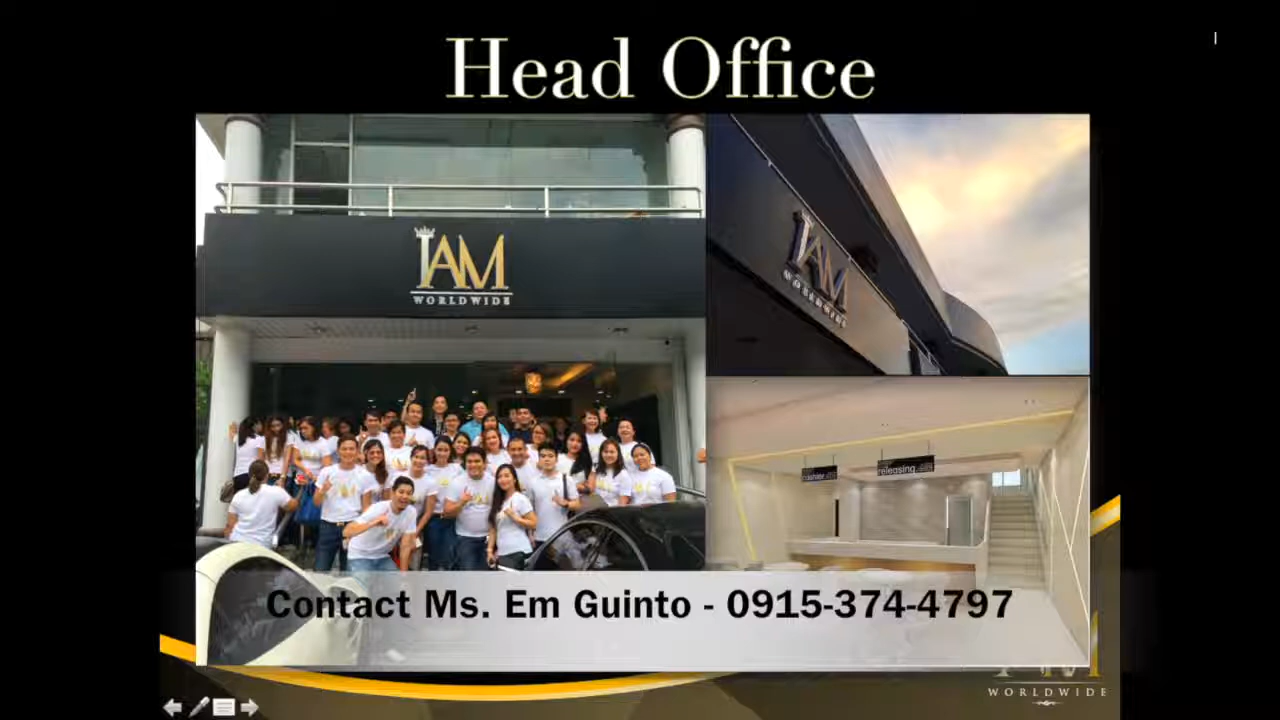 Head Office
IAM
WORLDWIDE
IAM
WORLDWIDE
cashier
releasing
Contact Ms. Em Guinto - 0915-374-4797
WORLDWIDE